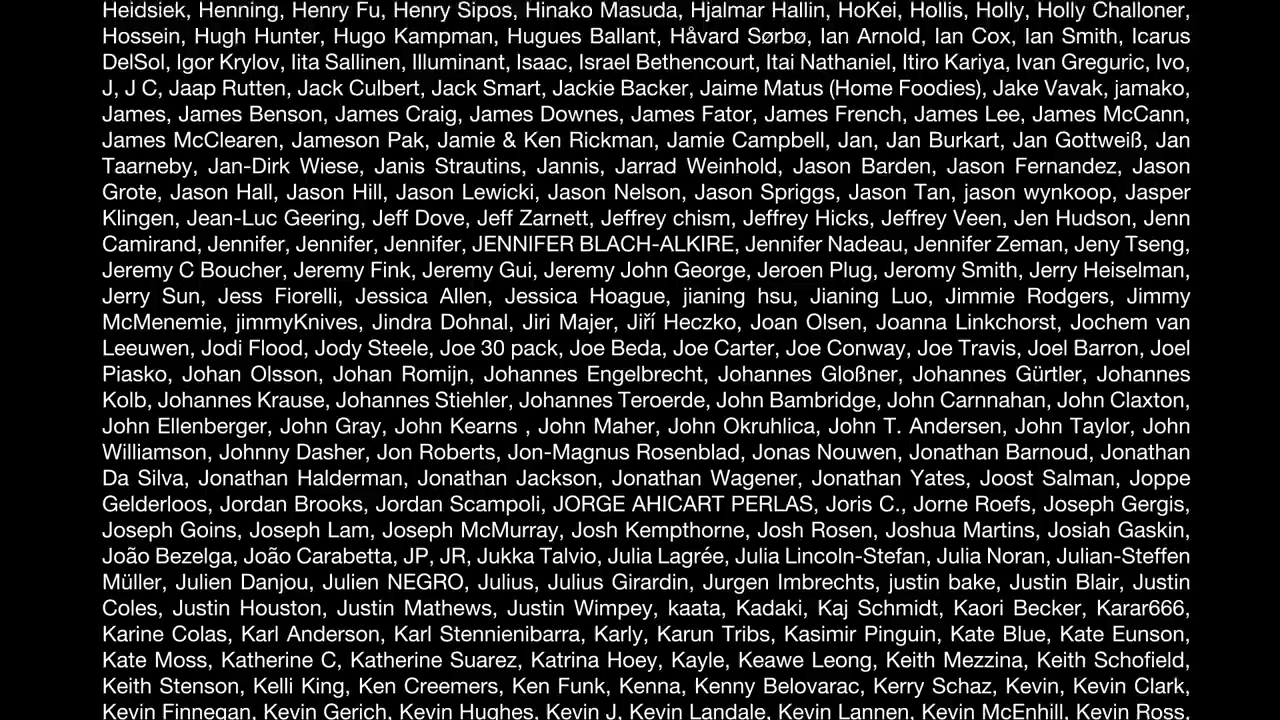 Heidsiek, Henning, Henry Fu, Henry Sipos, Hinako Masuda, Hjalmar Hallin, HoKei, Hollis, Holly, Holly Challoner,
Hossein, Hugh Hunter, Hugo Kampman, Hugues Ballant, Håvard Sørbø, Ian Arnold, Ian Cox, Ian Smith, Icarus
DelSol, Igor Krylov, Iita Sallinen, Illuminant, Isaac, Israel Bethencourt, Itai Nathaniel, Itiro Kariya, Ivan Greguric, Ivo,
J, J C, Jaap Rutten, Jack Culbert, Jack Smart, Jackie Backer, Jaime Matus (Home Foodies), Jake Vavak, jamako,
James, James Benson, James Craig, James Downes, James Fator, James French, James Lee, James McCann,
James McClearen, Jameson Pak, Jamie & Ken Rickman, Jamie Campbell, Jan, Jan Burkart, Jan Gottweiß, Jan
Taarneby, Jan-Dirk Wiese, Janis Strautins, Jannis, Jarrad Weinhold, Jason Barden, Jason Fernandez, Jason
Grote, Jason Hall, Jason Hill, Jason Lewicki, Jason Nelson, Jason Spriggs, Jason Tan, jason wynkoop, Jasper
Klingen, Jean-Luc Geering, Jeff Dove, Jeff Zarnett, Jeffrey chism, Jeffrey Hicks, Jeffrey Veen, Jen Hudson, Jenn
Camirand, Jennifer, Jennifer, Jennifer, JENNIFER BLACH-ALKIRE, Jennifer Nadeau, Jennifer Zeman, Jeny Tseng,
Jeremy C Boucher, Jeremy Fink, Jeremy Gui, Jeremy John George, Jeroen Plug, Jeromy Smith, Jerry Heiselman,
Jerry Sun, Jess Fiorelli, Jessica Allen, Jessica Hoague, jianing hsu, Jianing Luo, Jimmie Rodgers, Jimmy
McMenemie, jimmyKnives, Jindra Dohnal, Jiri Majer, Jiří Heczko, Joan Olsen, Joanna Linkchorst, Jochem van
Leeuwen, Jodi Flood, Jody Steele, Joe 30 pack, Joe Beda, Joe Carter, Joe Conway, Joe Travis, Joel Barron, Joel
Piasko, Johan Olsson, Johan Romijn, Johannes Engelbrecht, Johannes Gloßner, Johannes Gürtler, Johannes
Kolb, Johannes Krause, Johannes Stiehler, Johannes Teroerde, John Bambridge, John Carnnahan, John Claxton,
John Ellenberger, John Gray, John Kearns , John Maher, John Okruhlica, John T. Andersen, John Taylor, John
Williamson, Johnny Dasher, Jon Roberts, Jon-Magnus Rosenblad, Jonas Nouwen, Jonathan Barnoud, Jonathan
Da Silva, Jonathan Halderman, Jonathan Jackson, Jonathan Wagener, Jonathan Yates, Joost Salman, Joppe
Gelderloos, Jordan Brooks, Jordan Scampoli, JORGE AHICART PERLAS, Joris C., Jorne Roefs, Joseph Gergis,
Joseph Goins, Joseph Lam, Joseph McMurray, Josh Kempthorne, Josh Rosen, Joshua Martins, Josiah Gaskin,
João Bezelga, João Carabetta, JP, JR, Jukka Talvio, Julia Lagrée, Julia Lincoln-Stefan, Julia Noran, Julian-Steffen
Müller, Julien Danjou, Julien NEGRO, Julius, Julius Girardin, Jurgen Imbrechts, justin bake, Justin Blair, Justin
Coles, Justin Houston, Justin Mathews, Justin Wimpey, kaata, Kadaki, Kaj Schmidt, Kaori Becker, Karar666,
Karine Colas, Karl Anderson, Karl Stennienibarra, Karly, Karun Tribs, Kasimir Pinguin, Kate Blue, Kate Eunson,
Kate Moss, Katherine C, Katherine Suarez, Katrina Hoey, Kayle, Keawe Leong, Keith Mezzina, Keith Schofield,
Keith Stenson, Kelli King, Ken Creemers, Ken Funk, Kenna, Kenny Belovarac, Kerry Schaz, Kevin, Kevin Clark,
Kevin Finnegan, Kevin Gerich, Kevin Hughes, Kevin J, Kevin Landale, Kevin Lannen, Kevin McEnhill, Kevin Ross,